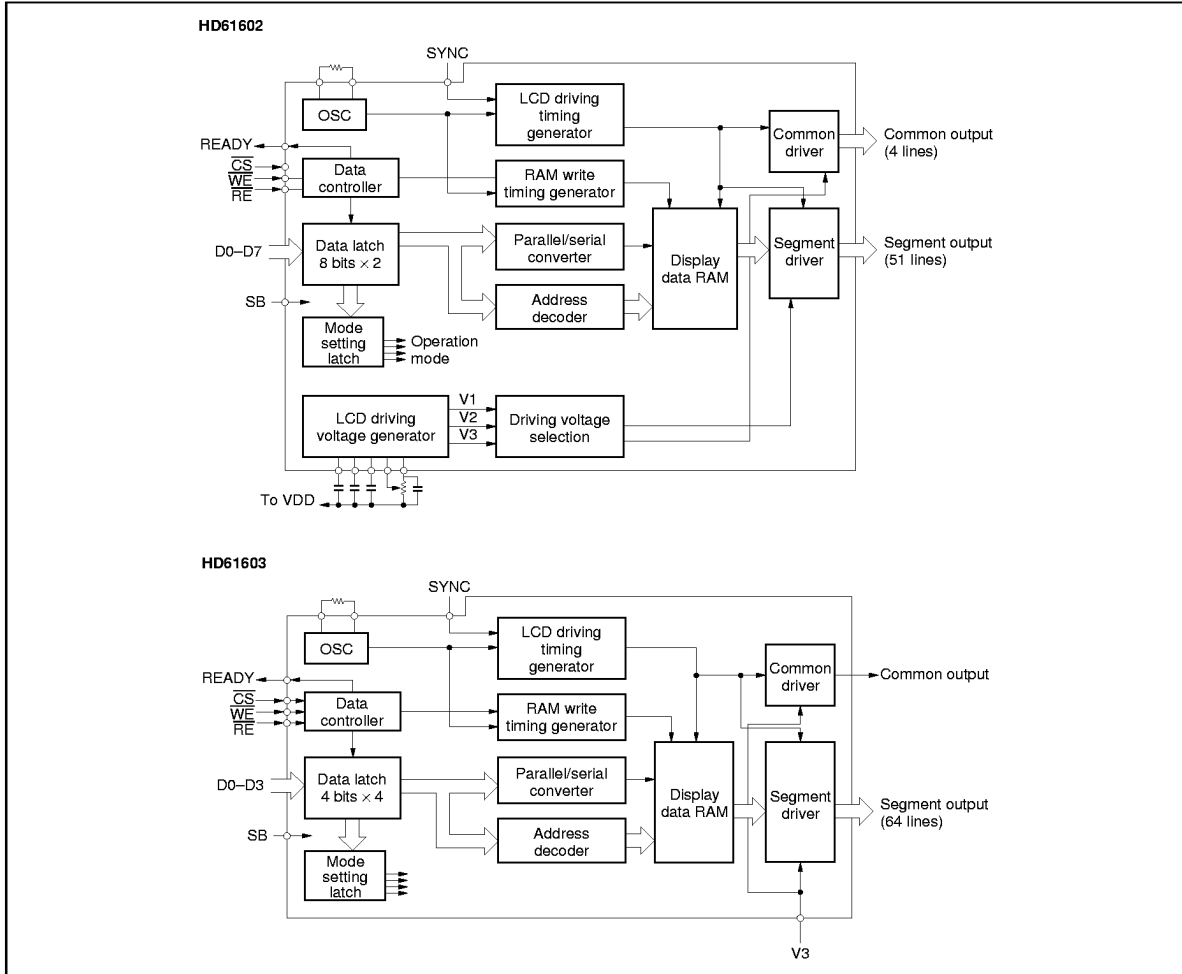 HD61602
SYNC
OSC
LCD driving
timing
generator
Common
driver
Common output
(4 lines)
READY
CS
WE
RE
Data
controller
RAM write
timing generator
D0–D7
Data latch
8 bits × 2
Parallel/serial
converter
Display
data RAM
Segment
driver
Segment output
(51 lines)
SB
Address
decoder
Mode
setting
latch
Operation
mode
LCD driving
voltage generator
V1
V2
V3
Driving voltage
selection
To VDD
HD61603
SYNC
OSC
LCD driving
timing
generator
Common
driver
Common output
READY
CS
WE
RE
Data
controller
RAM write
timing generator
D0–D3
Data latch
4 bits × 4
Parallel/serial
converter
Display
data RAM
Segment
driver
Segment output
(64 lines)
SB
Address
decoder
Mode
setting
latch
V3